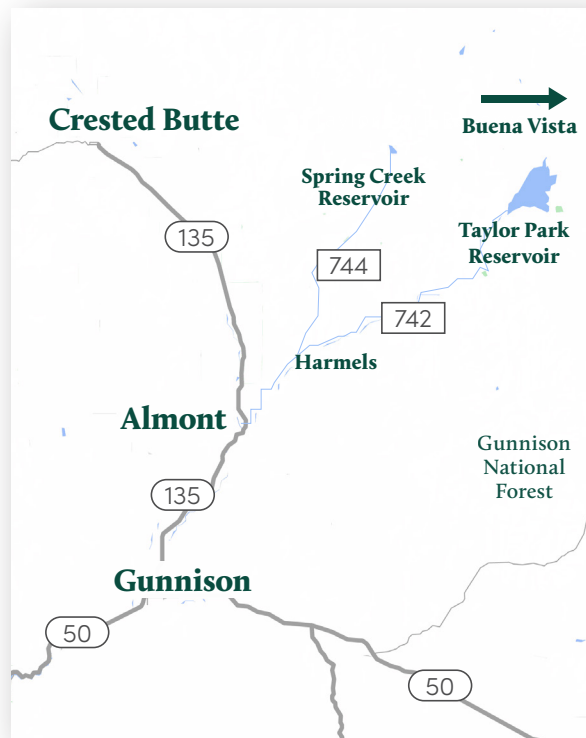 Crested Butte
Buena Vista
Spring Creek
Reservoir
135
Taylor Park
Reservoir
744
742
Harmels
Almont
Gunnison
National
Forest
135
Gunnison
50
50